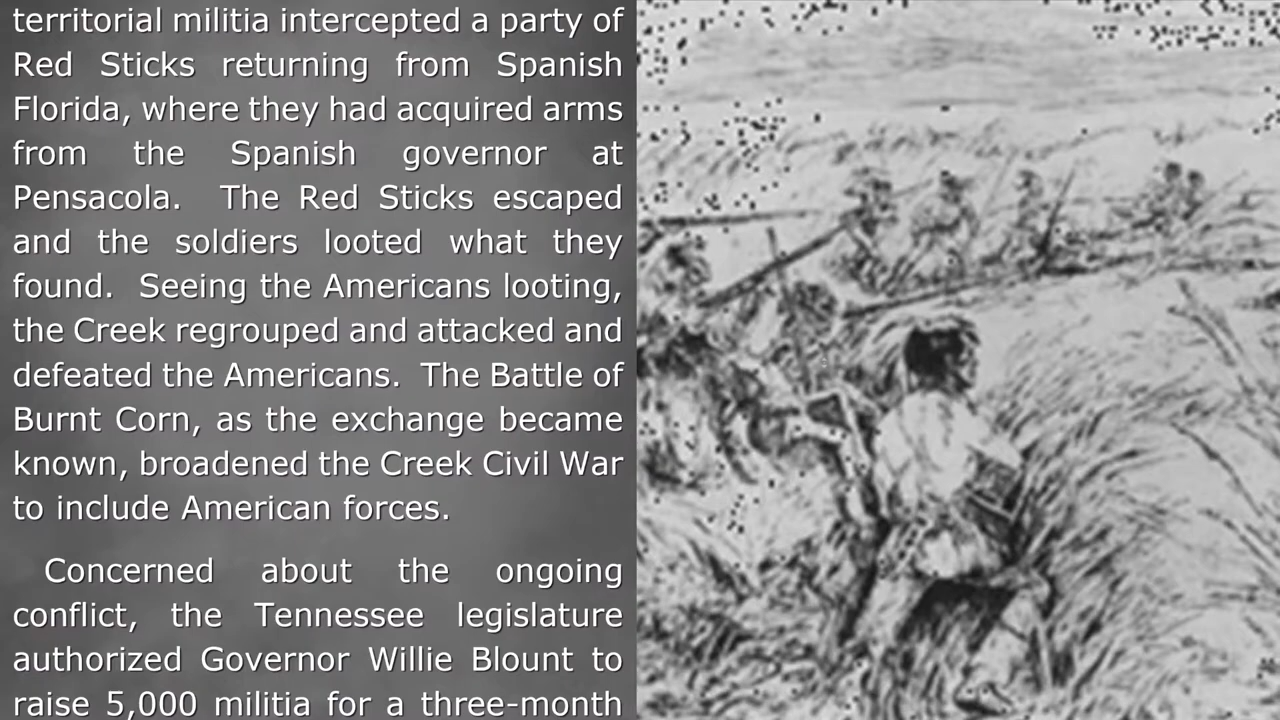 territorial militia intercepted a party of
Red Sticks returning from Spanish
Florida, where they had acquired arms
from the Spanish governor at
Pensacola. The Red Sticks escaped
and the soldiers looted what they
found. Seeing the Americans looting,
the Creek regrouped and attacked and
defeated the Americans. The Battle of
Burnt Corn, as the exchange became
known, broadened the Creek Civil War
to include American forces.
Concerned about the ongoing
conflict, the Tennessee legislature
authorized Governor Willie Blount to
raise 5,000 militia for a three-month